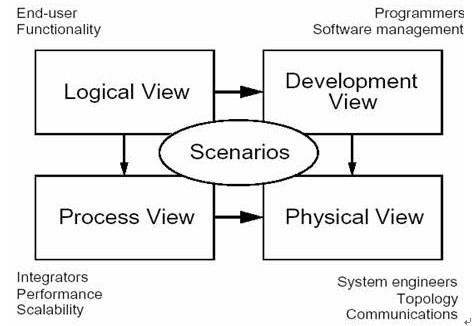 End-user
Functionality
Programmers
Software management
Logical View
Development
View
Scenarios
Process View
Physical View
Integrators
Performance
Scalability
System engineers
Topology
Communications